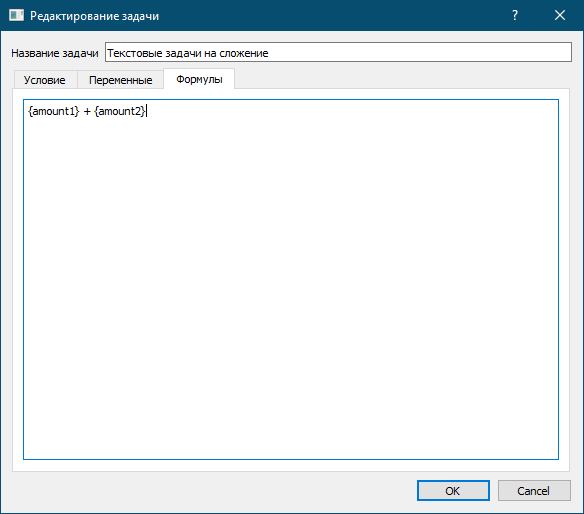 Редактирование задачи
?
Название задачи Текстовые задачи на сложение
Условие Переменные Формулы
{amount1} + {amount2}
OK Cancel